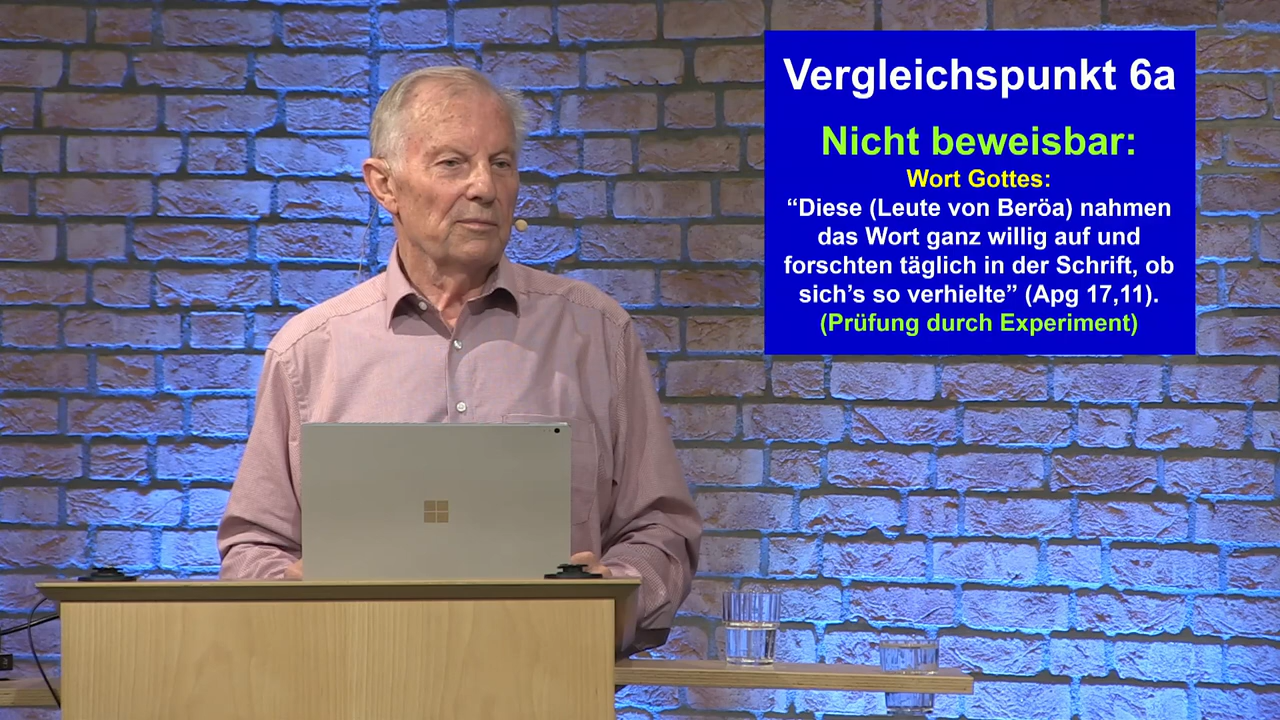 Vergleichspunkt 6a
Nicht beweisbar:
Wort Gottes:
“Diese (Leute von Beröa) nahmen
das Wort ganz willig auf und
forschten täglich in der Schrift, ob
sich’s so verhielte” (Apg 17,11).
(Prüfung durch Experiment)